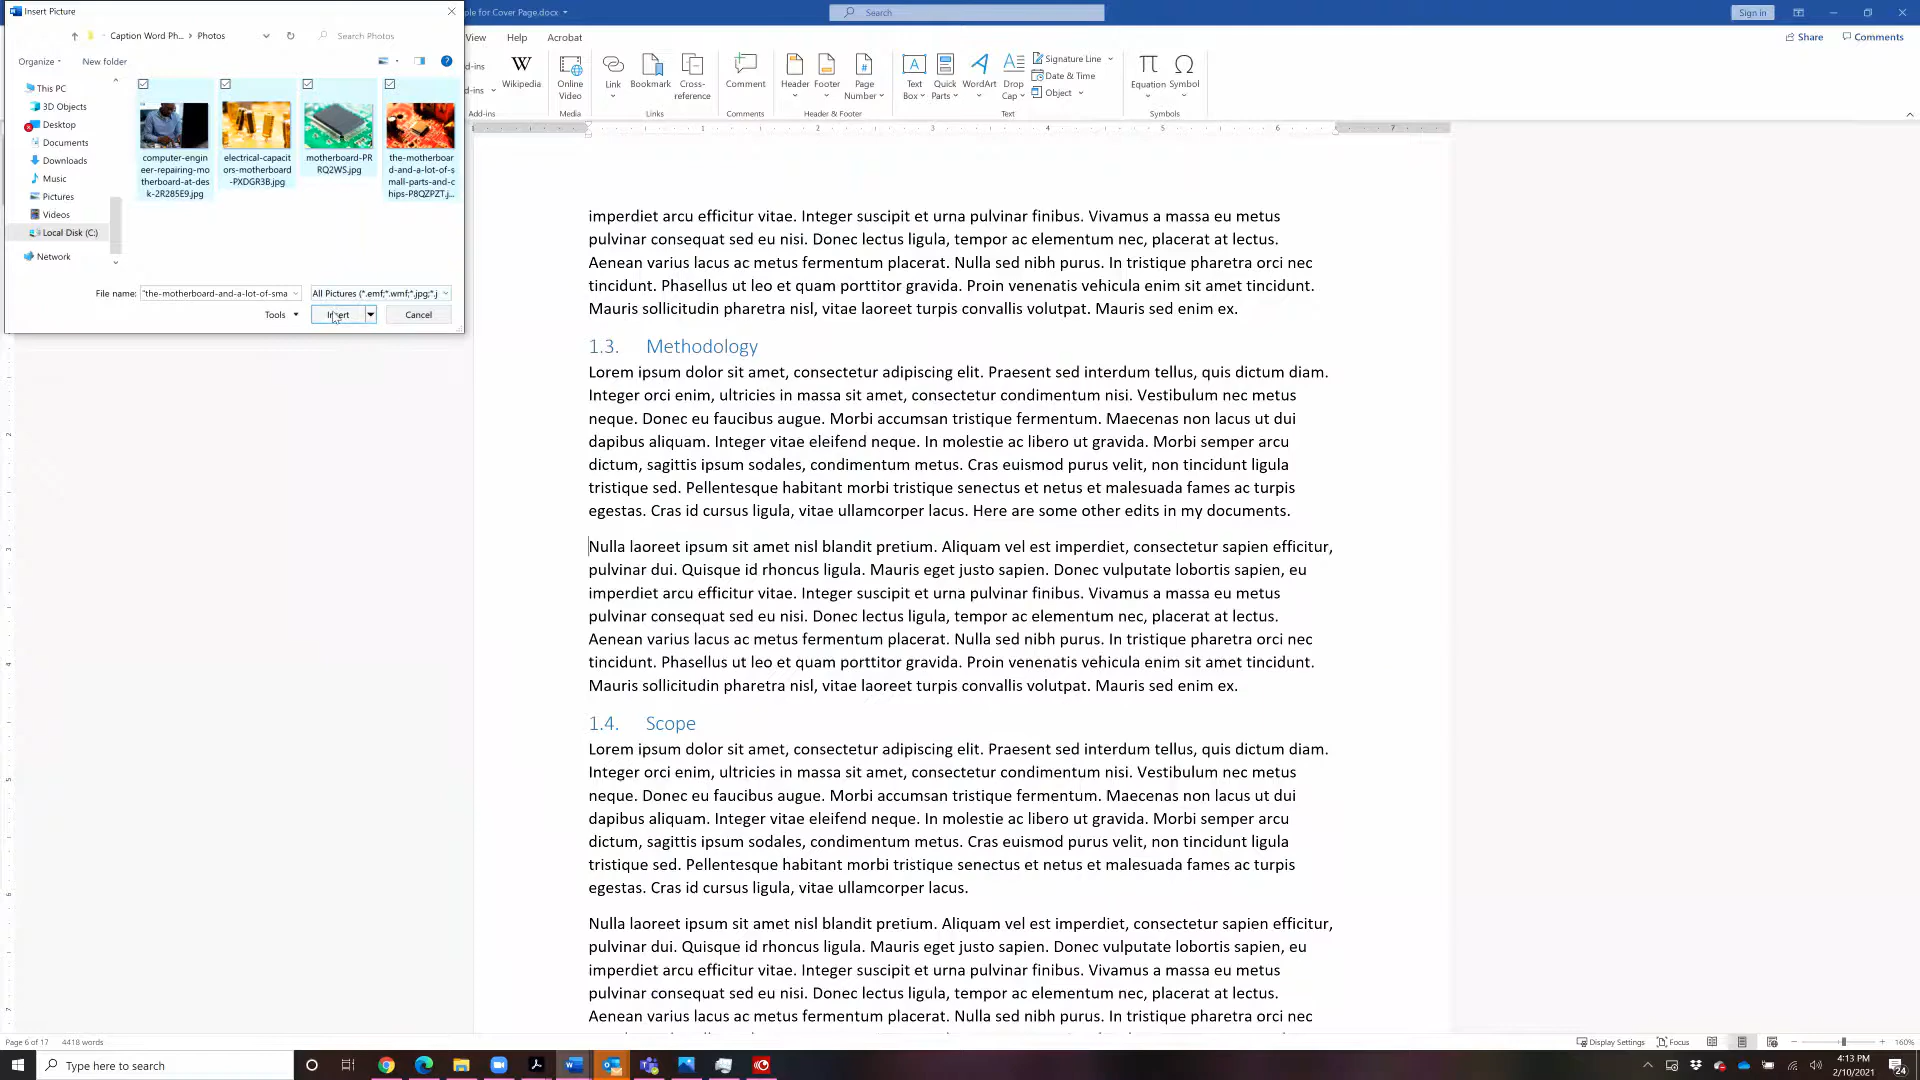 Insert Picture
Caption Word Ph... > Photos
Search Photos
Organize
New folder
This PC
3D Objects
Desktop
Documents
Downloads
Music
Pictures
Videos
Local Disk (C:)
Network
computer-engin
eer-repairing-mo
therboard-at-des
k-2R285E9.jpg
electrical-capacit
ors-motherboard
-PXDGR3B.jpg
motherboard-PR
RQ2WS.jpg
the-motherboar
d-and-a-lot-of-s
mall-parts-and-c
hips-P8QZPZT.j...
File name:
"the-motherboard-and-a-lot-of-sma
All Pictures (*.emf;*.wmf;*.jpg;*.j
Tools
Insert
Cancel
ple for Cover Page.docx
Search
Sign in
View
Help
Acrobat
Share
Comments
dd-ins
dd-ins
Wikipedia
Online
Video
Link
Bookmark
Cross-
reference
Comment
Header
Footer
Page
Number
Text
Box
Quick
Parts
WordArt
Drop
Cap
Signature Line
Date & Time
Object
Equation
Symbol
Add-ins
Media
Links
Comments
Header & Footer
Text
Symbols
1 2 3 4 5 6 7
imperdiet arcu efficitur vitae. Integer suscipit et urna pulvinar finibus. Vivamus a massa eu metus
pulvinar consequat sed eu nisi. Donec lectus ligula, tempor ac elementum nec, placerat at lectus.
Aenean varius lacus ac metus fermentum placerat. Nulla sed nibh purus. In tristique pharetra orci nec
tincidunt. Phasellus ut leo et quam porttitor gravida. Proin venenatis vehicula enim sit amet tincidunt.
Mauris sollicitudin pharetra nisl, vitae laoreet turpis convallis volutpat. Mauris sed enim ex.
1.3. Methodology
Lorem ipsum dolor sit amet, consectetur adipiscing elit. Praesent sed interdum tellus, quis dictum diam.
Integer orci enim, ultricies in massa sit amet, consectetur condimentum nisi. Vestibulum nec metus
neque. Donec eu faucibus augue. Morbi accumsan tristique fermentum. Maecenas non lacus ut dui
dapibus aliquam. Integer vitae eleifend neque. In molestie ac libero ut gravida. Morbi semper arcu
dictum, sagittis ipsum sodales, condimentum metus. Cras euismod purus velit, non tincidunt ligula
tristique sed. Pellentesque habitant morbi tristique senectus et netus et malesuada fames ac turpis
egestas. Cras id cursus ligula, vitae ullamcorper lacus. Here are some other edits in my documents.
Nulla laoreet ipsum sit amet nisl blandit pretium. Aliquam vel est imperdiet, consectetur sapien efficitur,
pulvinar dui. Quisque id rhoncus ligula. Mauris eget justo sapien. Donec vulputate lobortis sapien, eu
imperdiet arcu efficitur vitae. Integer suscipit et urna pulvinar finibus. Vivamus a massa eu metus
pulvinar consequat sed eu nisi. Donec lectus ligula, tempor ac elementum nec, placerat at lectus.
Aenean varius lacus ac metus fermentum placerat. Nulla sed nibh purus. In tristique pharetra orci nec
tincidunt. Phasellus ut leo et quam porttitor gravida. Proin venenatis vehicula enim sit amet tincidunt.
Mauris sollicitudin pharetra nisl, vitae laoreet turpis convallis volutpat. Mauris sed enim ex.
1.4. Scope
Lorem ipsum dolor sit amet, consectetur adipiscing elit. Praesent sed interdum tellus, quis dictum diam.
Integer orci enim, ultricies in massa sit amet, consectetur condimentum nisi. Vestibulum nec metus
neque. Donec eu faucibus augue. Morbi accumsan tristique fermentum. Maecenas non lacus ut dui
dapibus aliquam. Integer vitae eleifend neque. In molestie ac libero ut gravida. Morbi semper arcu
dictum, sagittis ipsum sodales, condimentum metus. Cras euismod purus velit, non tincidunt ligula
tristique sed. Pellentesque habitant morbi tristique senectus et netus et malesuada fames ac turpis
egestas. Cras id cursus ligula, vitae ullamcorper lacus.
Nulla laoreet ipsum sit amet nisl blandit pretium. Aliquam vel est imperdiet, consectetur sapien efficitur,
pulvinar dui. Quisque id rhoncus ligula. Mauris eget justo sapien. Donec vulputate lobortis sapien, eu
imperdiet arcu efficitur vitae. Integer suscipit et urna pulvinar finibus. Vivamus a massa eu metus
pulvinar consequat sed eu nisi. Donec lectus ligula, tempor ac elementum nec, placerat at lectus.
Aenean varius lacus ac metus fermentum placerat. Nulla sed nibh purus. In tristique pharetra orci nec
Page 6 of 17
4418 words
Display Settings
Focus
160%
Type here to search
4:13 PM
2/10/2021
24